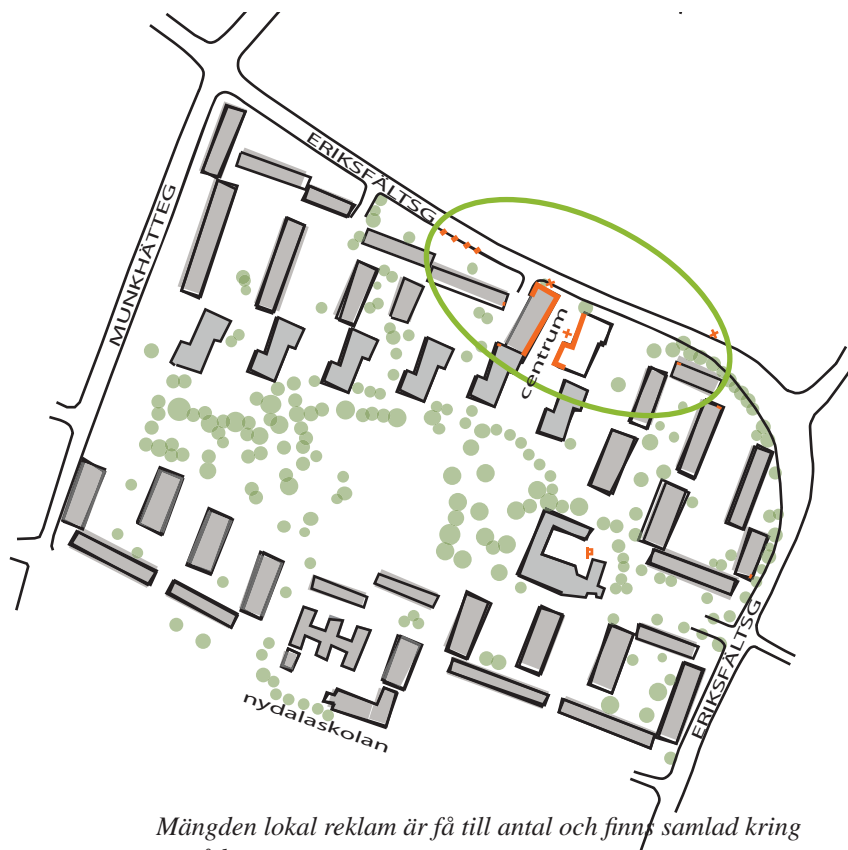 ERIKSFÄLTSG
MUNKHÄTTEG
centrum
ERIKSFÄLTSG
nydalaskolan
Mängden lokal reklam är få till antal och finns samlad kring